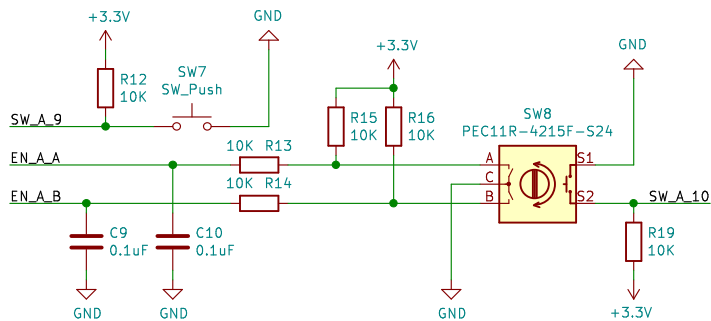 +3.3V
GND
R12
10K
SW7
SW_Push
SW_A_9
+3.3V
GND
R15
10K
R16
10K
SW8
PEC11R-4215F-S24
EN_A_A
10K R13
A
C
B
S1
S2
EN_A_B
10K R14
SW_A_10
C9
0.1uF
C10
0.1uF
R19
10K
GND
GND
GND
+3.3V